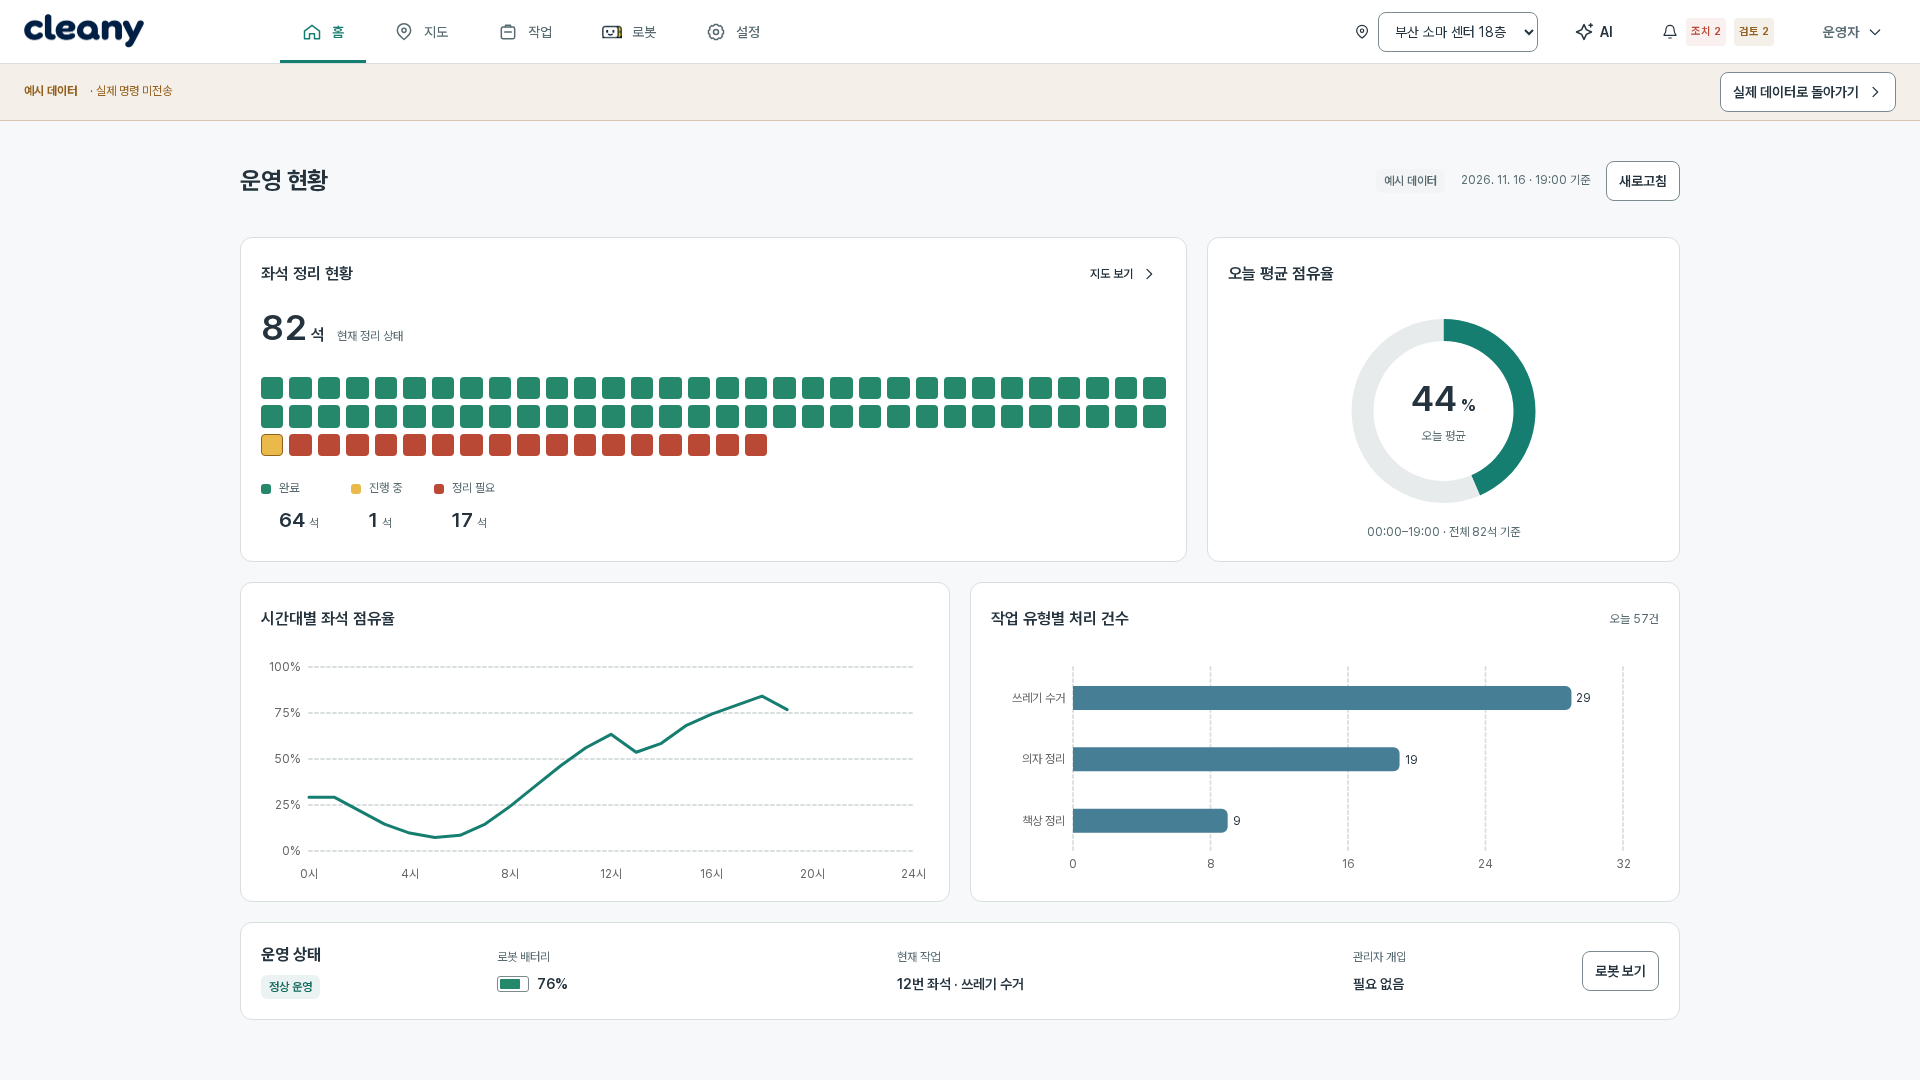 cleany
홈
지도
작업
로봇
설정
부산 소마 센터 18층
AI
조치 2
검토 2
운영자
예시 데이터 · 실제 명령 미전송
실제 데이터로 돌아가기
운영 현황
예시 데이터
2026. 11. 16 · 19:00 기준
새로고침
좌석 정리 현황
지도 보기
82 석 현재 정리 상태
완료
64 석
진행 중
1 석
정리 필요
17 석
오늘 평균 점유율
44 %
오늘 평균
00:00–19:00 · 전체 82석 기준
시간대별 좌석 점유율
100%
75%
50%
25%
0%
0시 4시 8시 12시 16시 20시 24시
작업 유형별 처리 건수
오늘 57건
쓰레기 수거 29
의자 정리 19
책상 정리 9
0 8 16 24 32
운영 상태
정상 운영
로봇 배터리
76%
현재 작업
12번 좌석 · 쓰레기 수거
관리자 개입
필요 없음
로봇 보기